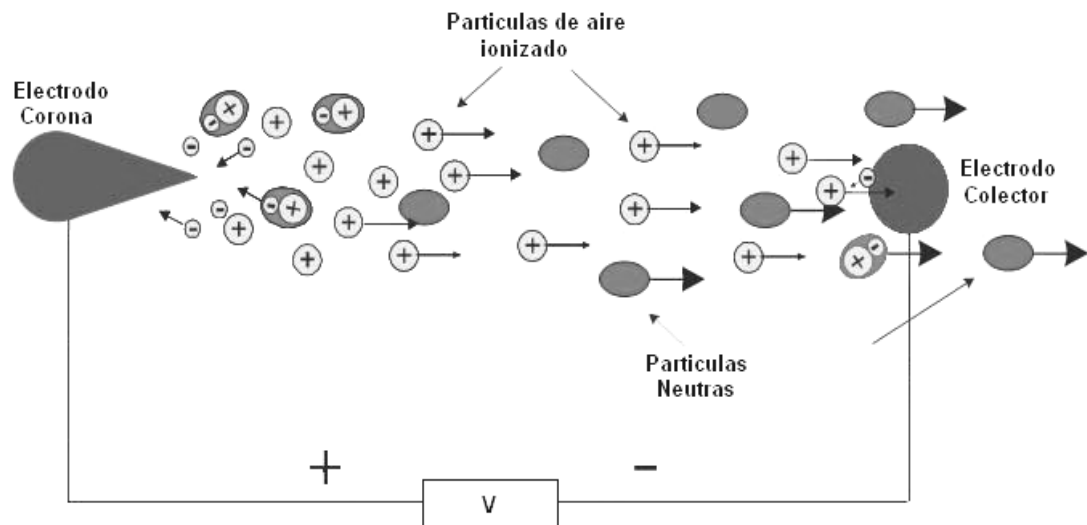 Particulas de aire
ionizado
Electrodo
Corona
Electrodo
Colector
Particulas
Neutras
+
−
V